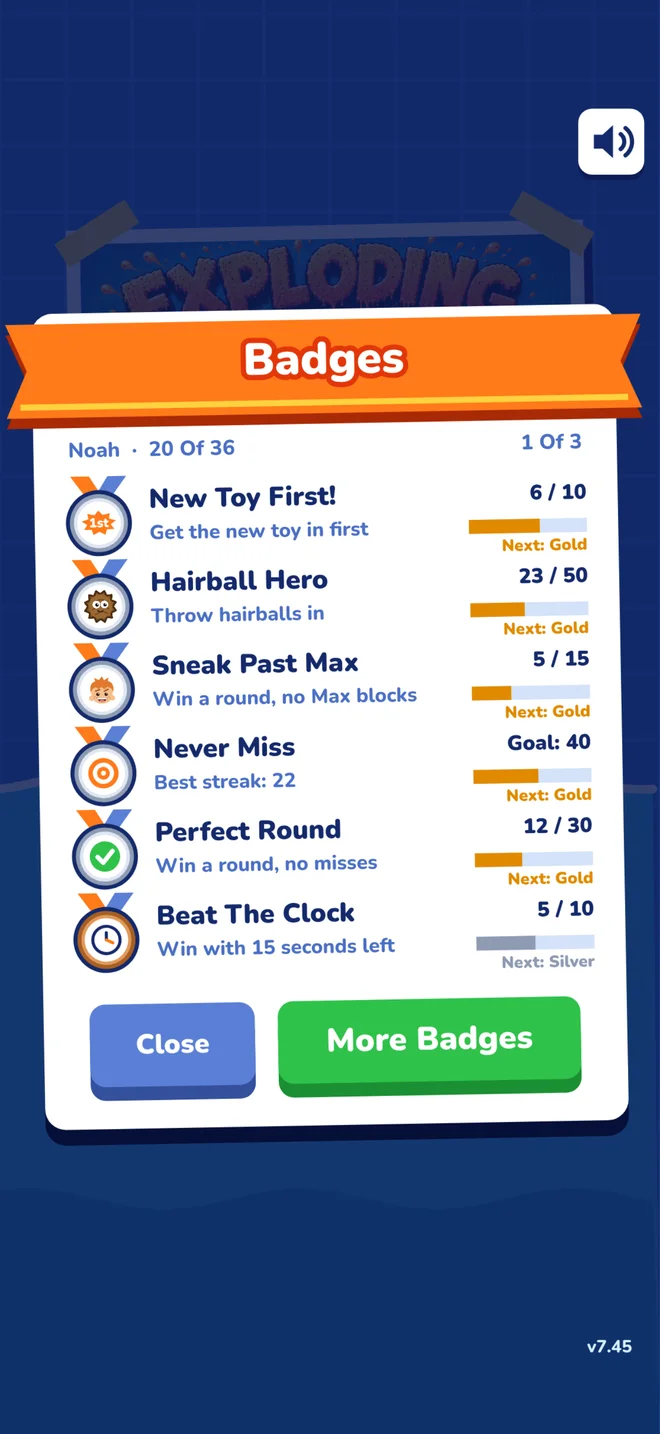 EXPLODING
Badges
Noah · 20 Of 36
1 Of 3
1st
New Toy First!
6 / 10
Get the new toy in first
Next: Gold
Hairball Hero
23 / 50
Throw hairballs in
Next: Gold
Sneak Past Max
5 / 15
Win a round, no Max blocks
Next: Gold
Never Miss
Goal: 40
Best streak: 22
Next: Gold
Perfect Round
12 / 30
Win a round, no misses
Next: Gold
Beat The Clock
5 / 10
Win with 15 seconds left
Next: Silver
Close
More Badges
v7.45